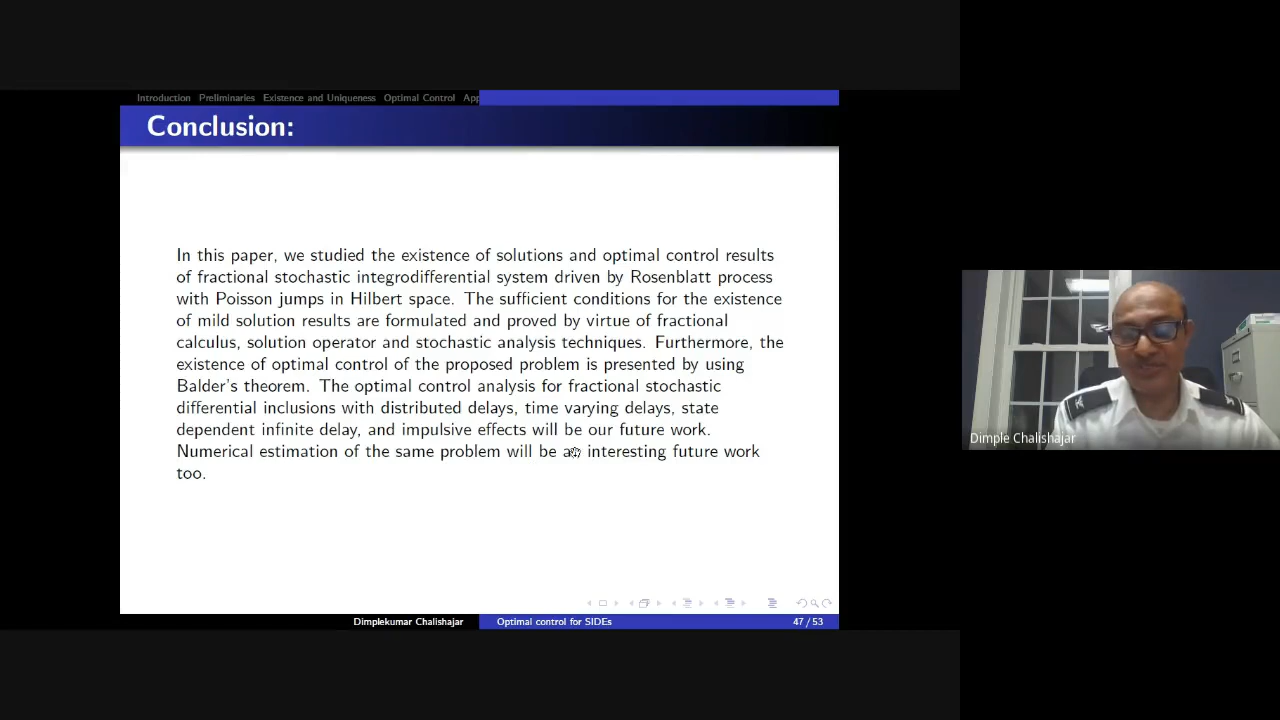 Introduction Preliminaries Existence and Uniqueness Optimal Control App
Conclusion:
In this paper, we studied the existence of solutions and optimal control results
of fractional stochastic integrodifferential system driven by Rosenblatt process
with Poisson jumps in Hilbert space. The sufficient conditions for the existence
of mild solution results are formulated and proved by virtue of fractional
calculus, solution operator and stochastic analysis techniques. Furthermore, the
existence of optimal control of the proposed problem is presented by using
Balder's theorem. The optimal control analysis for fractional stochastic
differential inclusions with distributed delays, time varying delays, state
dependent infinite delay, and impulsive effects will be our future work.
Numerical estimation of the same problem will be an interesting future work
too.
Dimplekumar Chalishajar Optimal control for SIDEs 47 / 53
Dimple Chalishajar